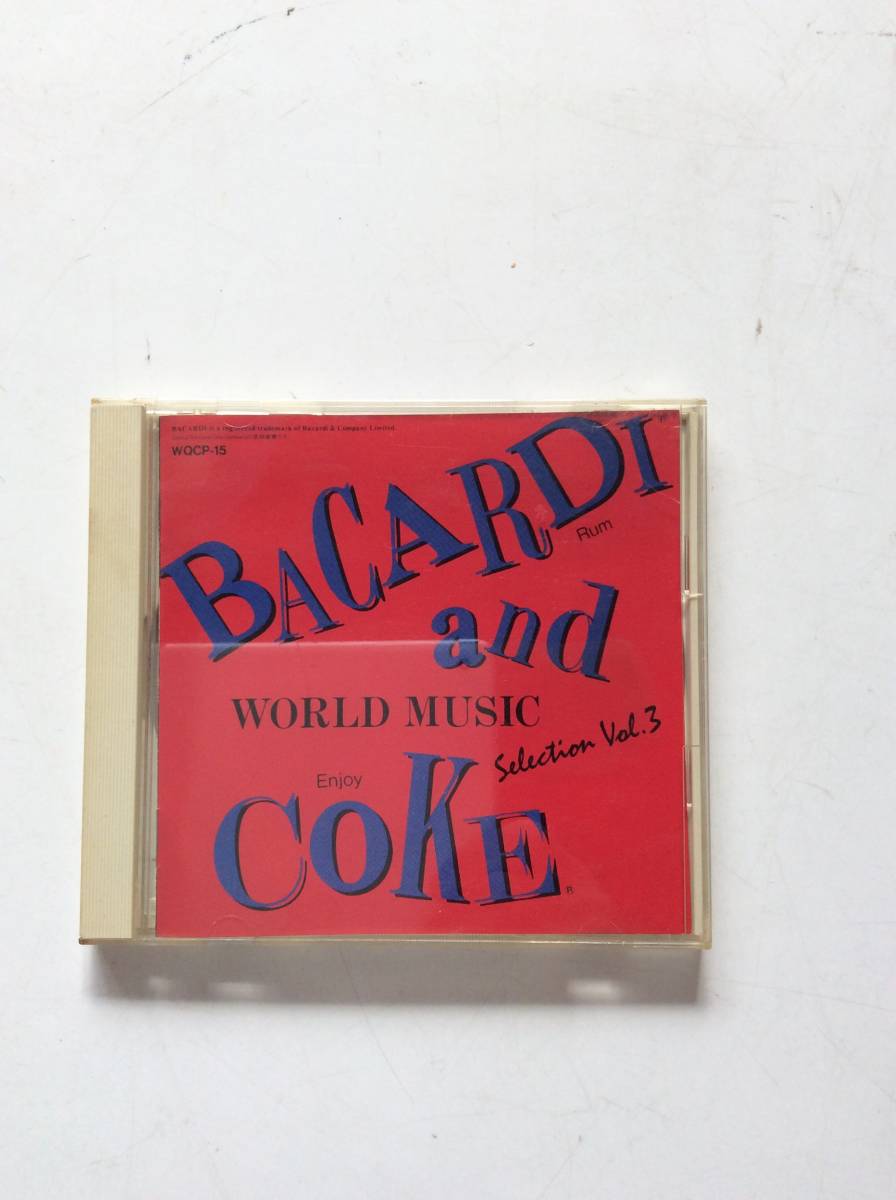 BACARDI is a registered trademark of Bacardi & Company Limited.
WQCP-15
BACARDI®
Rum
and
WORLD MUSIC
Selection Vol.3
Enjoy
COKE®